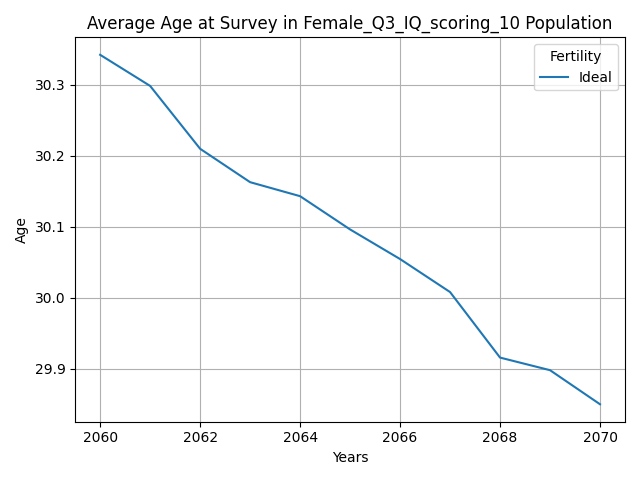 Average Age at Survey in Female_Q3_IQ_scoring_10 Population
Fertility
Ideal
30.3
30.2
30.1
30.0
29.9
Age
2060
2062
2064
2066
2068
2070
Years